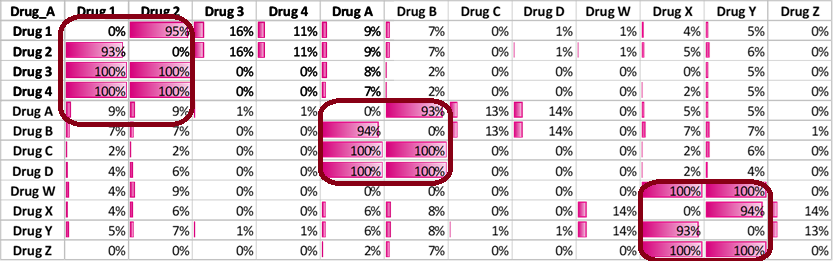 Drug_A Drug 1 Drug 2 Drug 3 Drug 4 Drug A Drug B Drug C Drug D Drug W Drug X Drug Y Drug Z
Drug 1 0% 95% 16% 11% 9% 7% 0% 1% 1% 4% 5% 0%
Drug 2 93% 0% 16% 11% 9% 7% 0% 1% 1% 5% 6% 0%
Drug 3 100% 100% 0% 0% 8% 2% 0% 0% 0% 0% 5% 0%
Drug 4 100% 100% 0% 0% 7% 2% 0% 0% 0% 2% 5% 0%
Drug A 9% 9% 1% 1% 0% 93% 13% 14% 0% 5% 5% 0%
Drug B 7% 7% 0% 0% 94% 0% 13% 14% 0% 7% 7% 1%
Drug C 2% 2% 0% 0% 100% 100% 0% 0% 0% 2% 6% 0%
Drug D 4% 6% 0% 0% 100% 100% 0% 0% 0% 2% 4% 0%
Drug W 4% 9% 0% 0% 0% 0% 0% 0% 0% 100% 100% 0%
Drug X 4% 6% 0% 0% 6% 8% 0% 0% 14% 0% 94% 14%
Drug Y 5% 7% 1% 1% 6% 8% 1% 1% 14% 93% 0% 13%
Drug Z 0% 0% 0% 0% 2% 7% 0% 0% 0% 100% 100% 0%